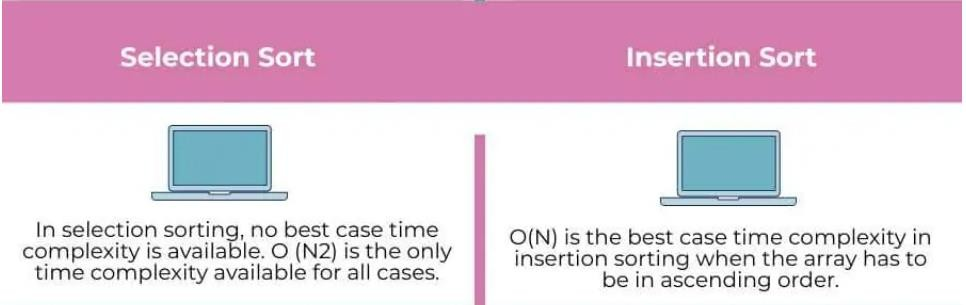 Selection Sort
Insertion Sort
In selection sorting, no best case time
complexity is available. O (N2) is the only
time complexity available for all cases.
O(N) is the best case time complexity in
insertion sorting when the array has to
be in ascending order.